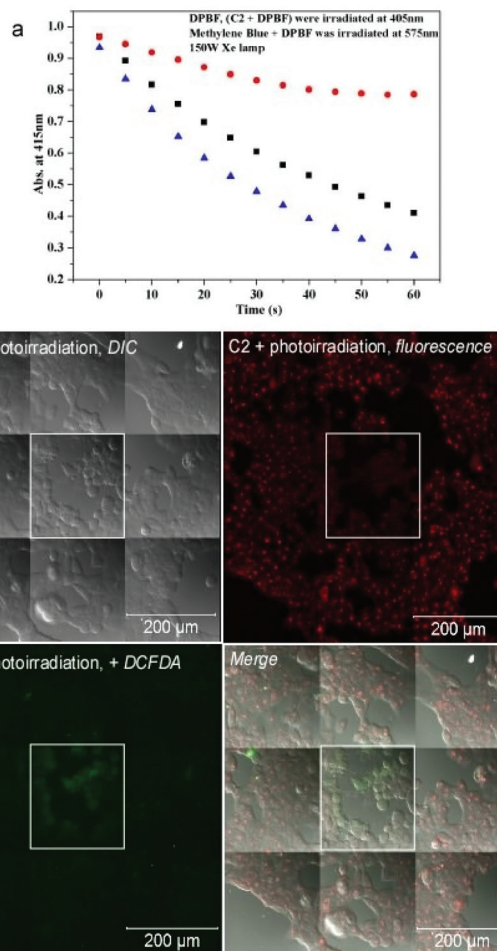 a
DPBF, (C2 + DPBF) were irradiated at 405nm
Methylene Blue + DPBF was irradiated at 575nm
150W Xe lamp
Abs. at 415nm
1.0
0.9
0.8
0.7
0.6
0.5
0.4
0.3
0.2
0 10 20 30 40 50 60
Time (s)
otoirradiation, DIC
C2 + photoirradiation, fluorescence
200 µm
200 µm
otoirradiation, + DCFDA
Merge
200 µm
200 µm